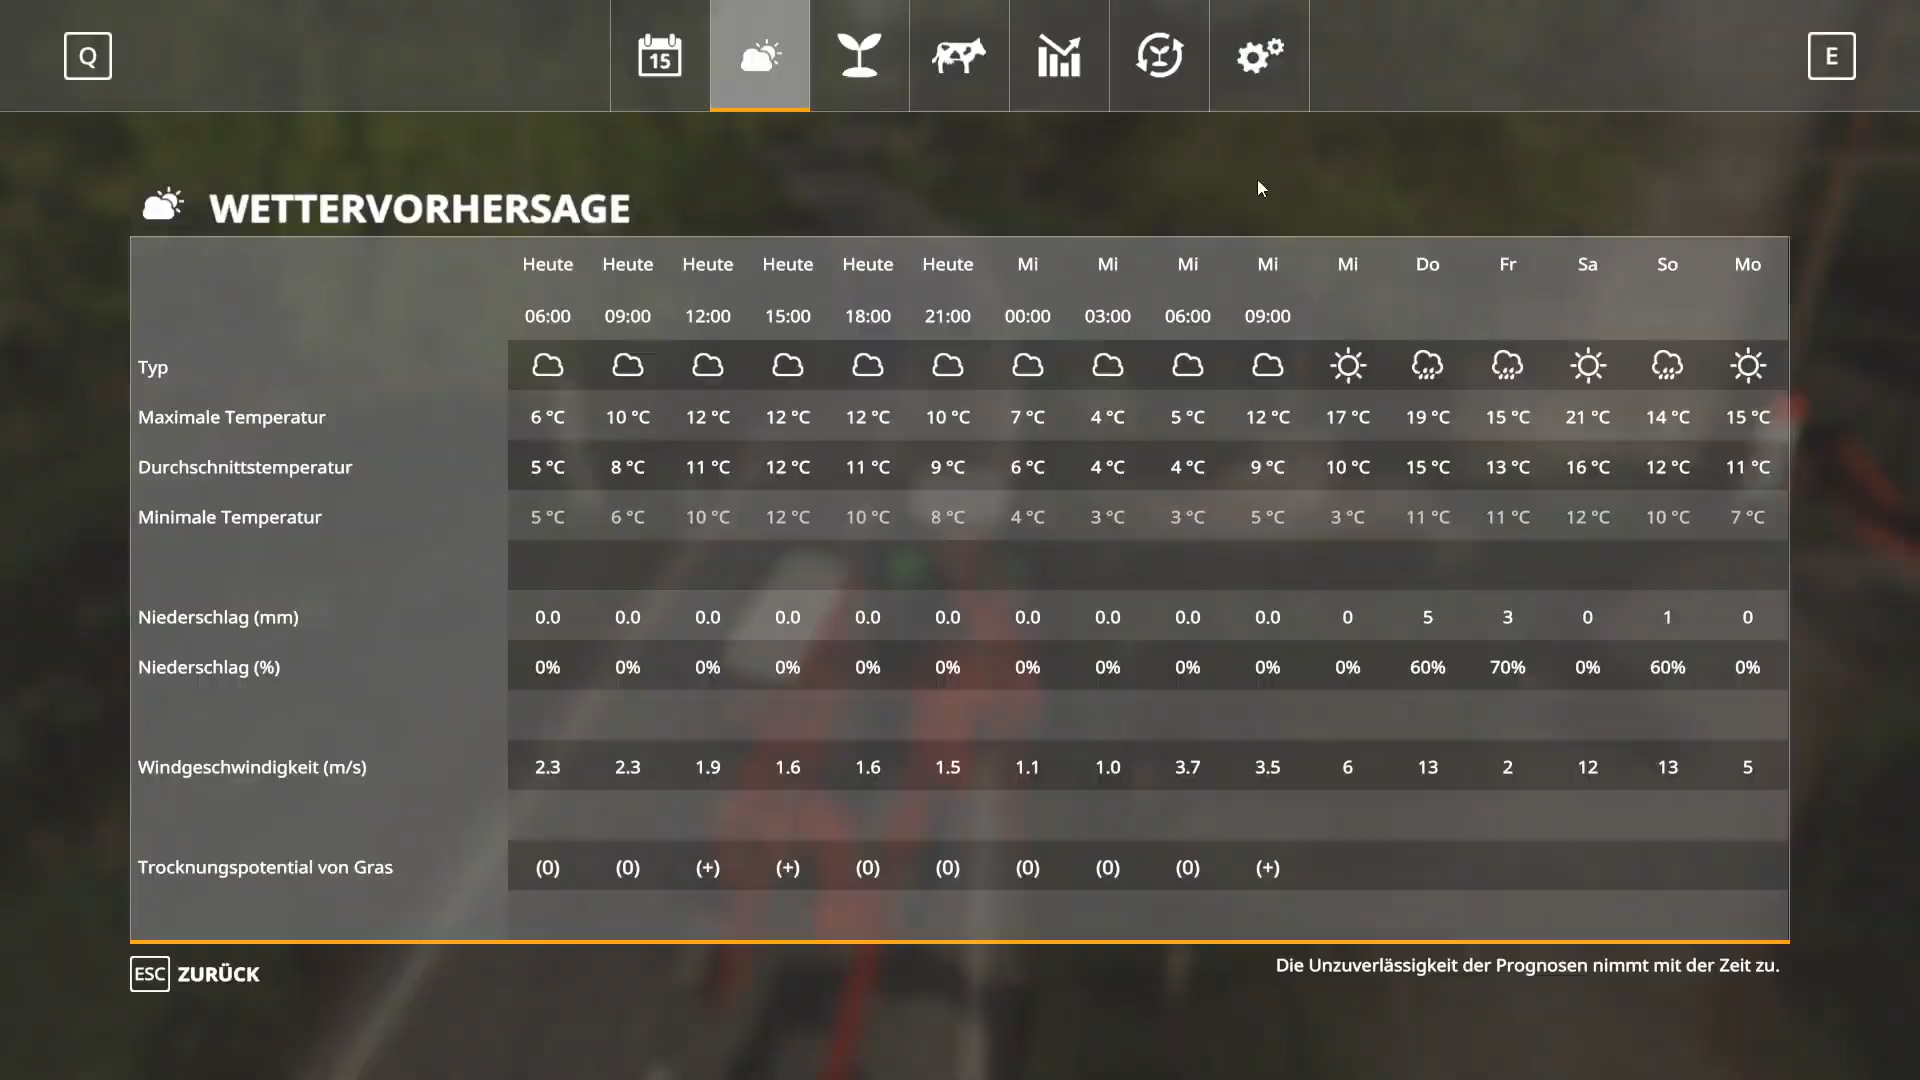 Q
15
E
WETTERVORHERSAGE
Heute Heute Heute Heute Heute Heute Mi Mi Mi Mi Mi Do Fr Sa So Mo
06:00 09:00 12:00 15:00 18:00 21:00 00:00 03:00 06:00 09:00
Typ
Maximale Temperatur 6 °C 10 °C 12 °C 12 °C 12 °C 10 °C 7 °C 4 °C 5 °C 12 °C 17 °C 19 °C 15 °C 21 °C 14 °C 15 °C
Durchschnittstemperatur 5 °C 8 °C 11 °C 12 °C 11 °C 9 °C 6 °C 4 °C 4 °C 9 °C 10 °C 15 °C 13 °C 16 °C 12 °C 11 °C
Minimale Temperatur 5 °C 6 °C 10 °C 12 °C 10 °C 8 °C 4 °C 3 °C 3 °C 5 °C 3 °C 11 °C 11 °C 12 °C 10 °C 7 °C
Niederschlag (mm) 0.0 0.0 0.0 0.0 0.0 0.0 0.0 0.0 0.0 0.0 0 5 3 0 1 0
Niederschlag (%) 0% 0% 0% 0% 0% 0% 0% 0% 0% 0% 0% 60% 70% 0% 60% 0%
Windgeschwindigkeit (m/s) 2.3 2.3 1.9 1.6 1.6 1.5 1.1 1.0 3.7 3.5 6 13 2 12 13 5
Trocknungspotential von Gras (0) (0) (+) (+) (0) (0) (0) (0) (0) (+)
ESC ZURÜCK
Die Unzuverlässigkeit der Prognosen nimmt mit der Zeit zu.